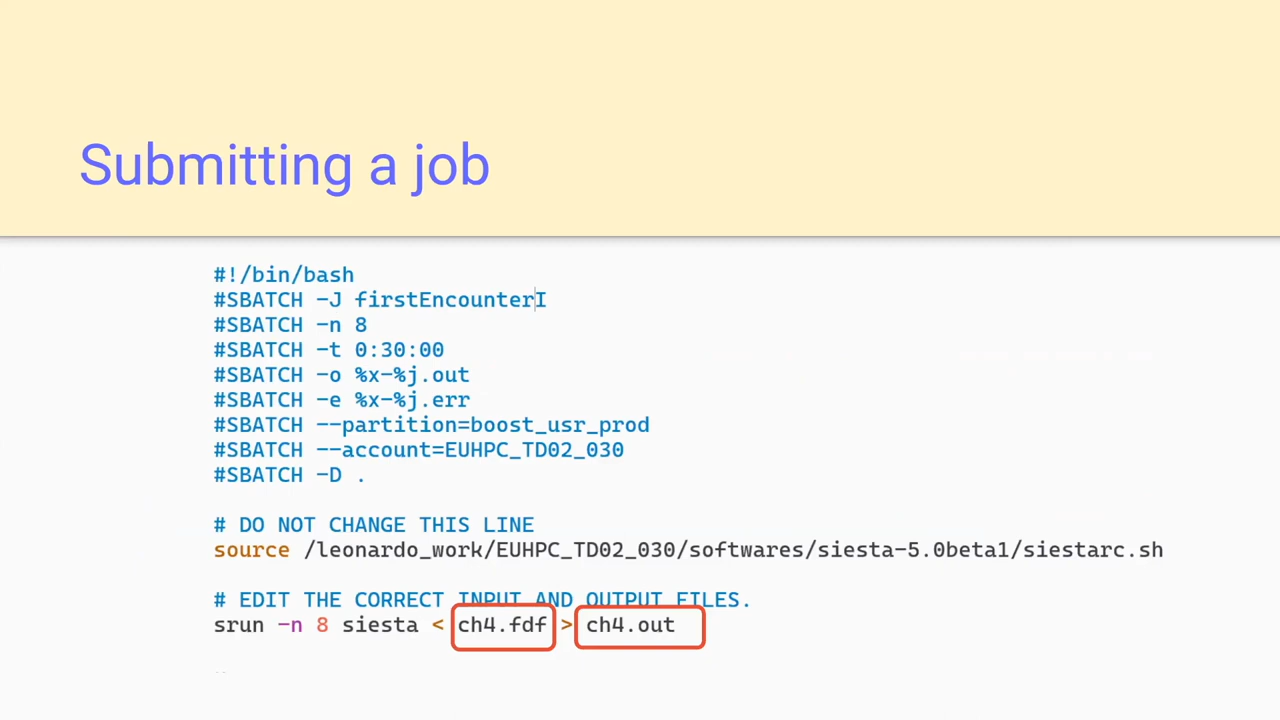 Submitting a job
#!/bin/bash
#SBATCH -J firstEncounterI
#SBATCH -n 8
#SBATCH -t 0:30:00
#SBATCH -o %x-%j.out
#SBATCH -e %x-%j.err
#SBATCH --partition=boost_usr_prod
#SBATCH --account=EUHPC_TD02_030
#SBATCH -D .
# DO NOT CHANGE THIS LINE
source /leonardo_work/EUHPC_TD02_030/softwares/siesta-5.0beta1/siestarc.sh
# EDIT THE CORRECT INPUT AND OUTPUT FILES.
srun -n 8 siesta < ch4.fdf > ch4.out